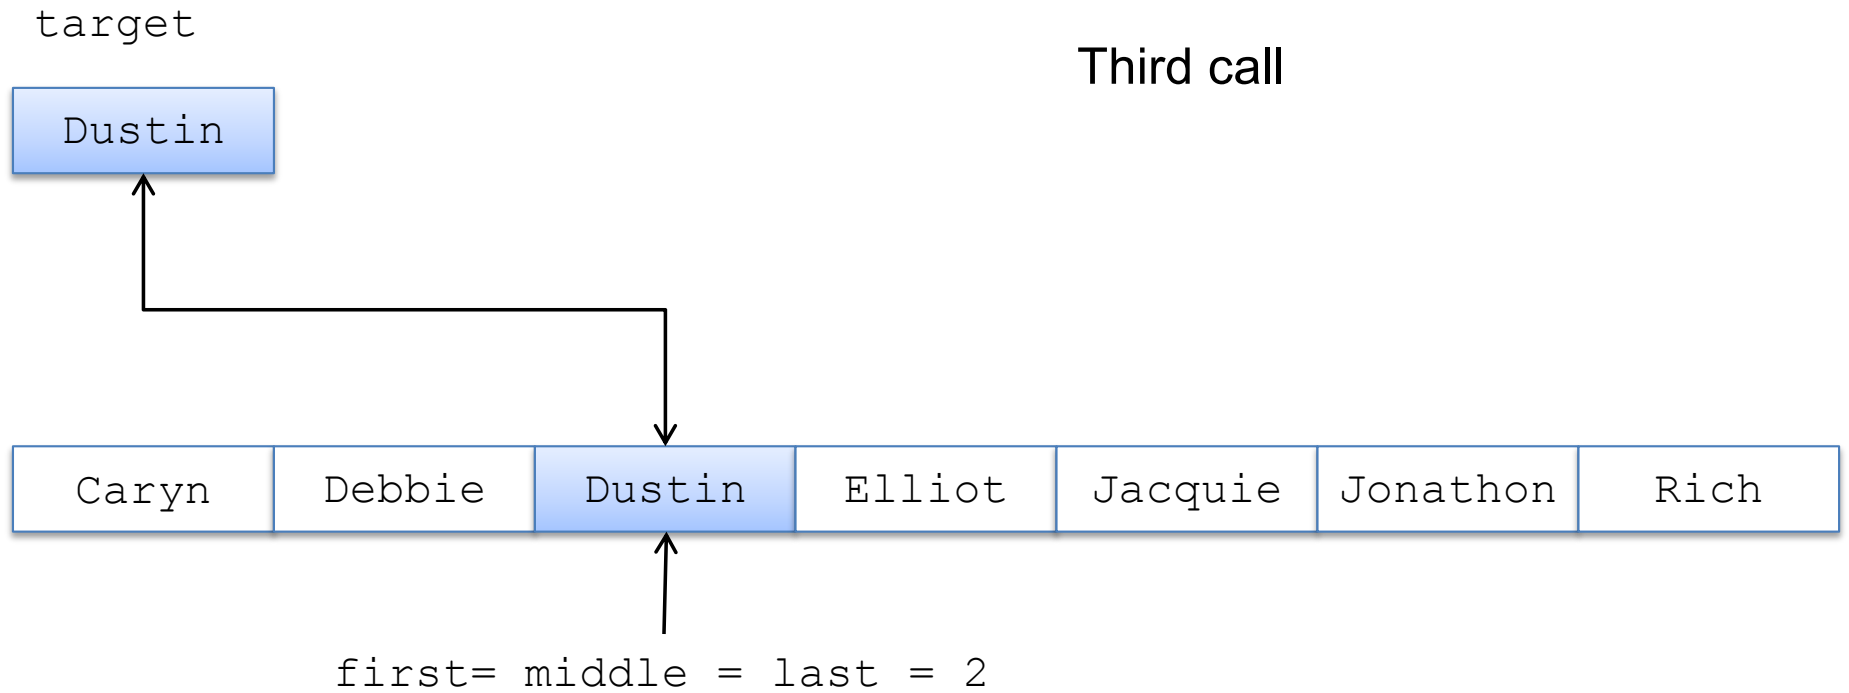 target
Third call
Dustin
Caryn Debbie Dustin Elliot Jacquie Jonathon Rich
first= middle = last = 2